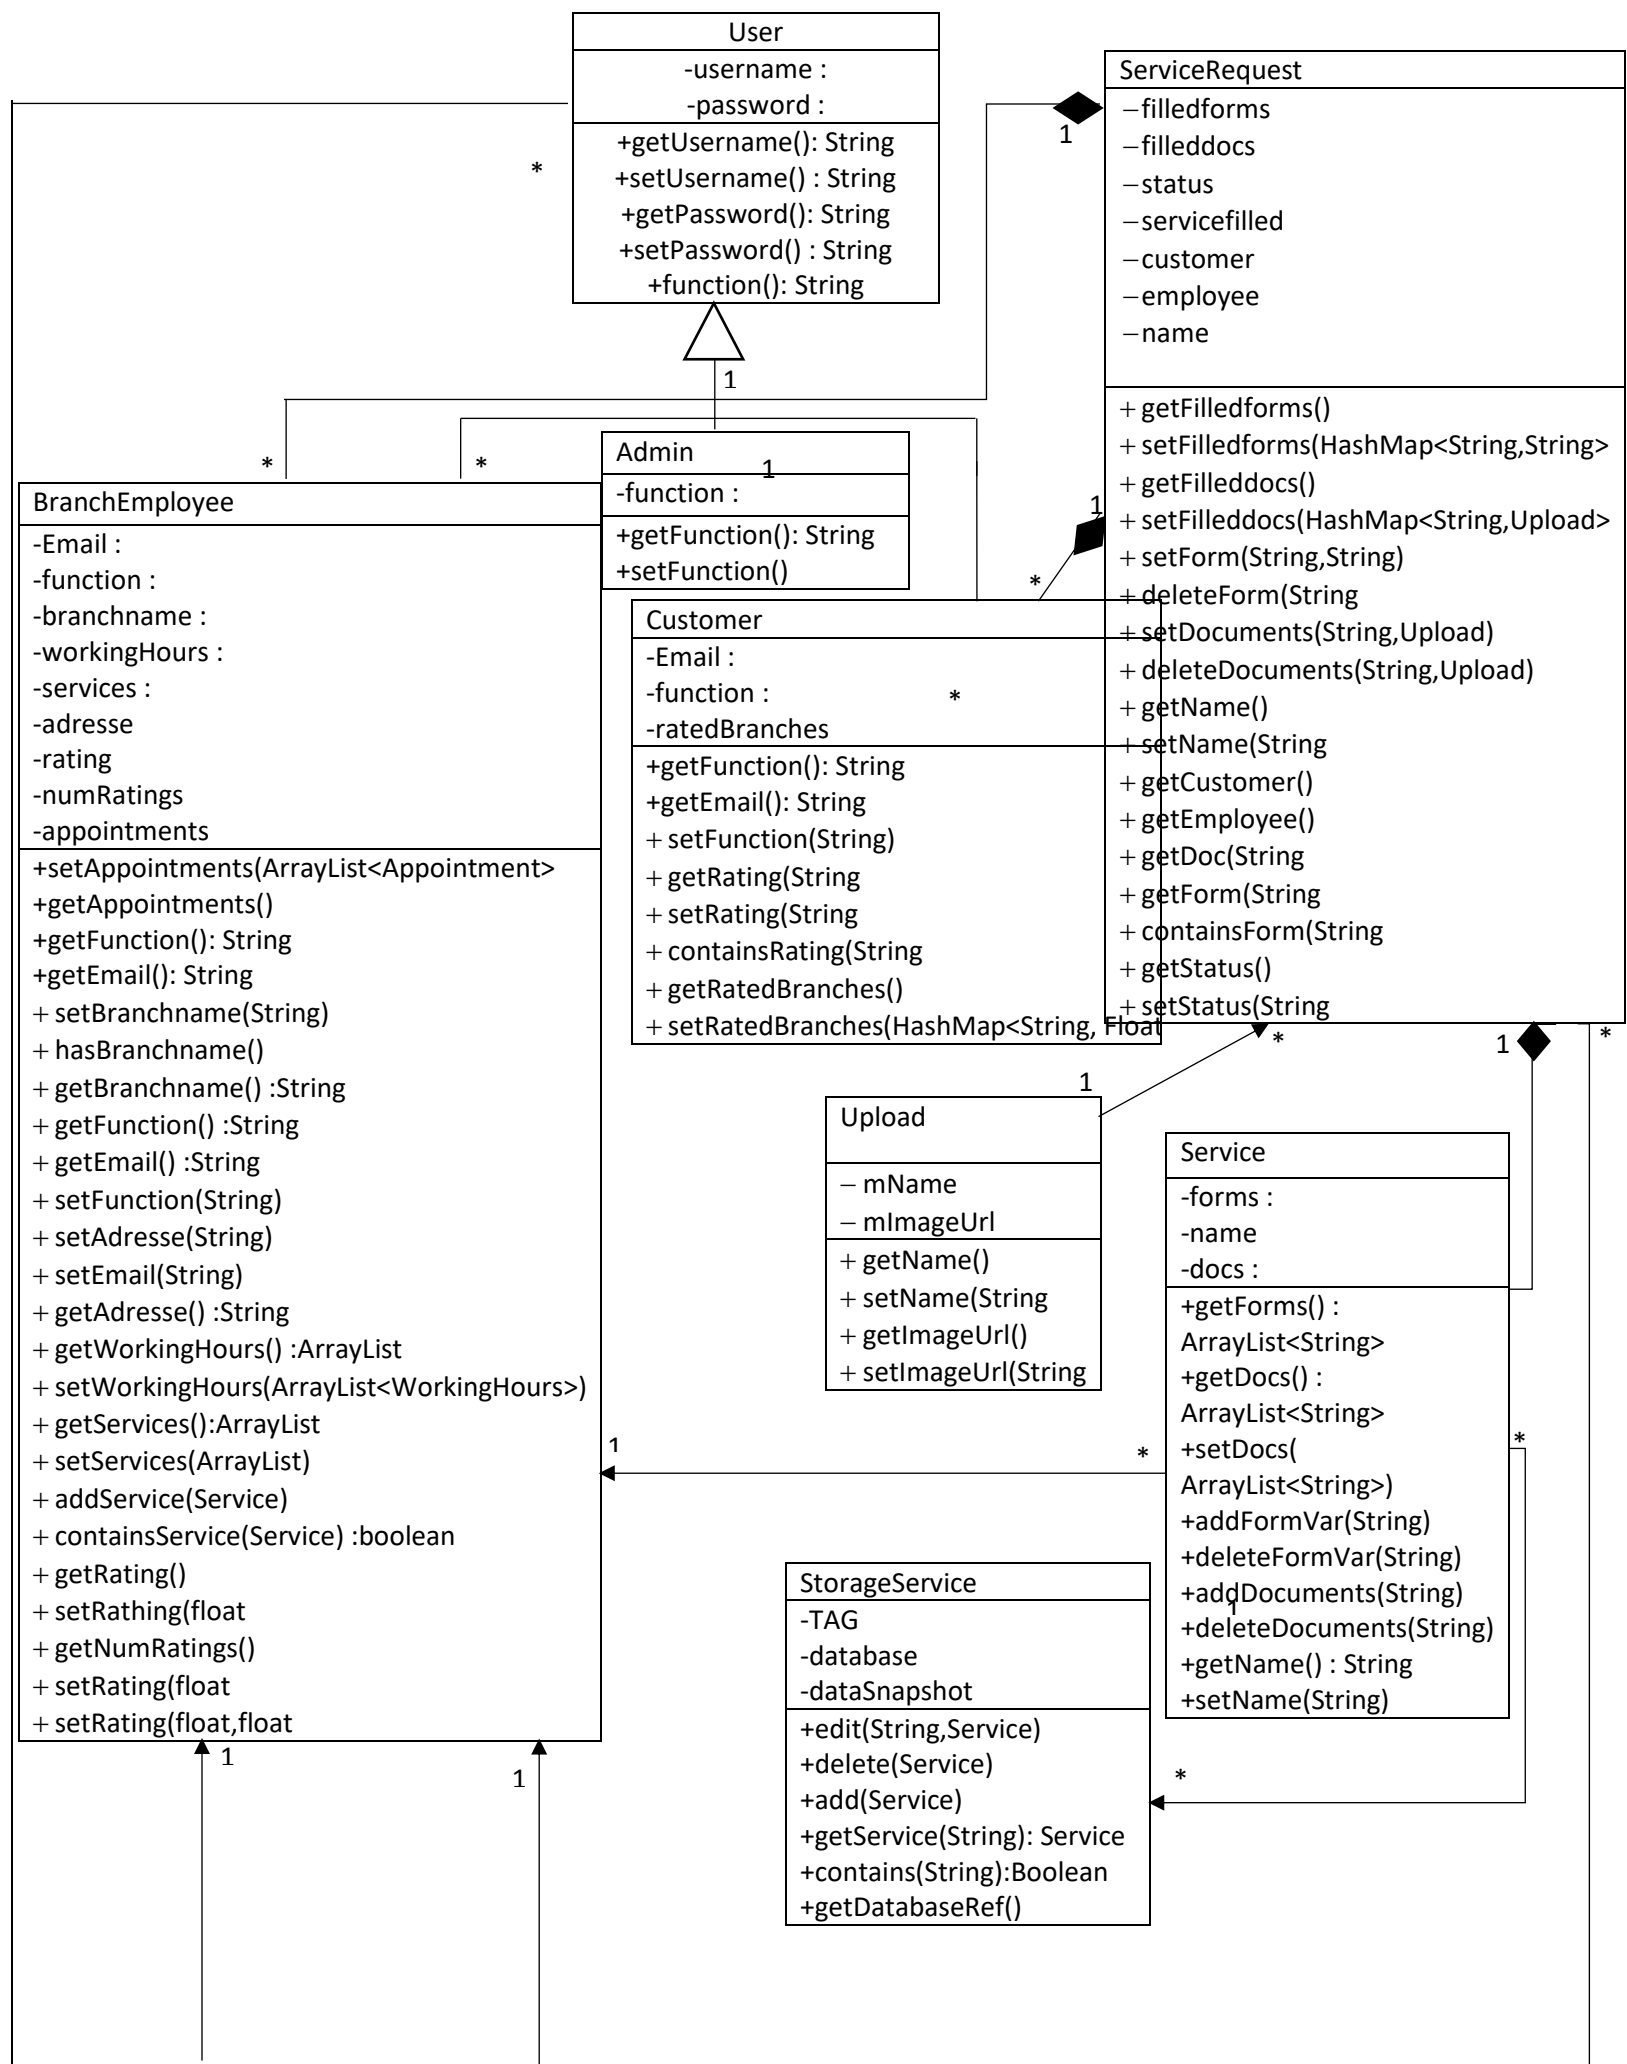 User
-username :
-password :
+getUsername(): String
+setUsername() : String
+getPassword(): String
+setPassword() : String
+function(): String
*
1
1
ServiceRequest
−filledforms
−filleddocs
−status
−servicefilled
−customer
−employee
−name
+ getFilledforms()
+ setFilledforms(HashMap<String,String>
+ getFilleddocs()
+ setFilleddocs(HashMap<String,Upload>
+ setForm(String,String)
+ deleteForm(String
+ setDocuments(String,Upload)
+ deleteDocuments(String,Upload)
+ getName()
+ setName(String
+ getCustomer()
+ getEmployee()
+ getDoc(String
+ getForm(String
+ containsForm(String
+ getStatus()
+ setStatus(String
*
*
Admin
1
-function :
+getFunction(): String
+setFunction()
1
*
BranchEmployee
-Email :
-function :
-branchname :
-workingHours :
-services :
-adresse
-rating
-numRatings
-appointments
+setAppointments(ArrayList<Appointment>
+getAppointments()
+getFunction(): String
+getEmail(): String
+ setBranchname(String)
+ hasBranchname()
+ getBranchname() :String
+ getFunction() :String
+ getEmail() :String
+ setFunction(String)
+ setAdresse(String)
+ setEmail(String)
+ getAdresse() :String
+ getWorkingHours() :ArrayList
+ setWorkingHours(ArrayList<WorkingHours>)
+ getServices():ArrayList
+ setServices(ArrayList)
+ addService(Service)
+ containsService(Service) :boolean
+ getRating()
+ setRathing(float
+ getNumRatings()
+ setRating(float
+ setRating(float,float
1
1
Customer
-Email :
-function :
*
-ratedBranches
+getFunction(): String
+getEmail(): String
+ setFunction(String)
+ getRating(String
+ setRating(String
+ containsRating(String
+ getRatedBranches()
+ setRatedBranches(HashMap<String, Float
*
1
*
1
Upload
− mName
− mImageUrl
+ getName()
+ setName(String
+ getImageUrl()
+ setImageUrl(String
Service
-forms :
-name
-docs :
+getForms() :
ArrayList<String>
+getDocs() :
ArrayList<String>
+setDocs(
ArrayList<String>)
+addFormVar(String)
+deleteFormVar(String)
+addDocuments(String)
1
+deleteDocuments(String)
+getName() : String
+setName(String)
1
*
*
StorageService
-TAG
-database
-dataSnapshot
+edit(String,Service)
+delete(Service)
+add(Service)
+getService(String): Service
+contains(String):Boolean
+getDatabaseRef()
*